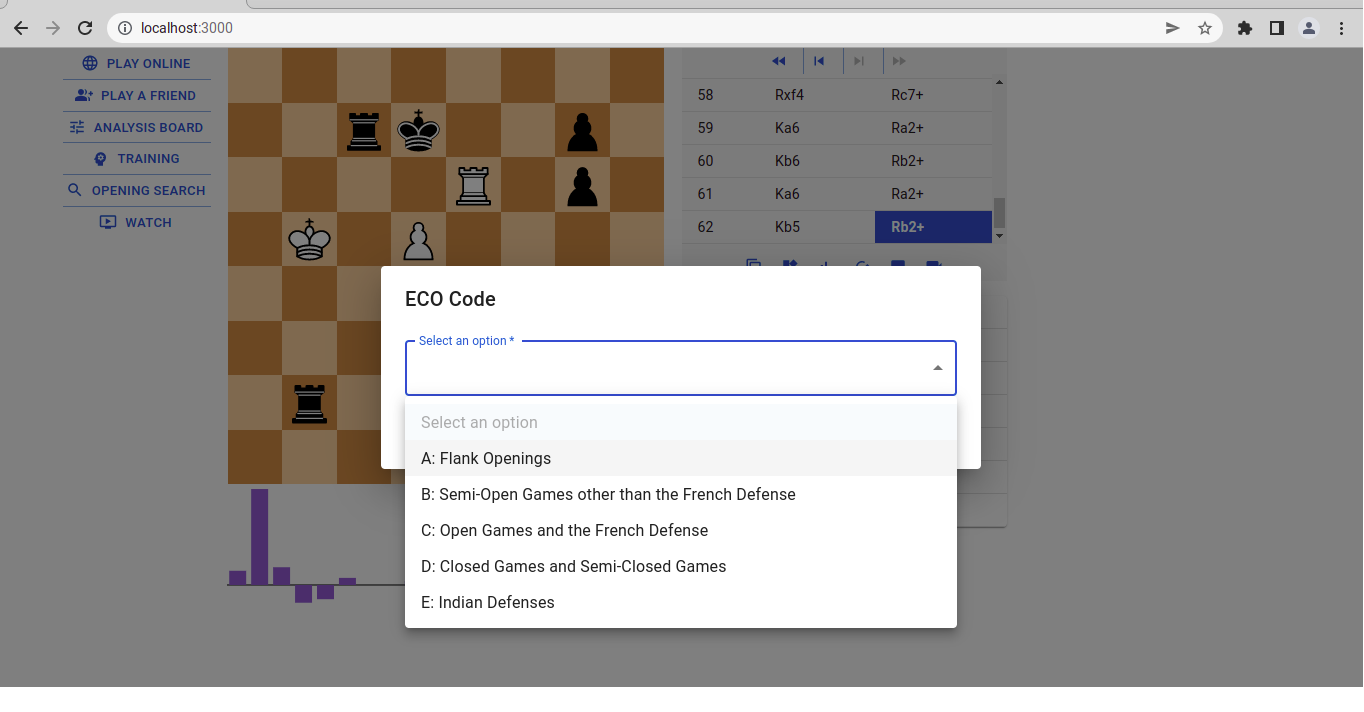 localhost:3000
PLAY ONLINE
PLAY A FRIEND
ANALYSIS BOARD
TRAINING
OPENING SEARCH
WATCH
58 Rxf4 Rc7+
59 Ka6 Ra2+
60 Kb6 Rb2+
61 Ka6 Ra2+
62 Kb5 Rb2+
ECO Code
Select an option *
Select an option
A: Flank Openings
B: Semi-Open Games other than the French Defense
C: Open Games and the French Defense
D: Closed Games and Semi-Closed Games
E: Indian Defenses